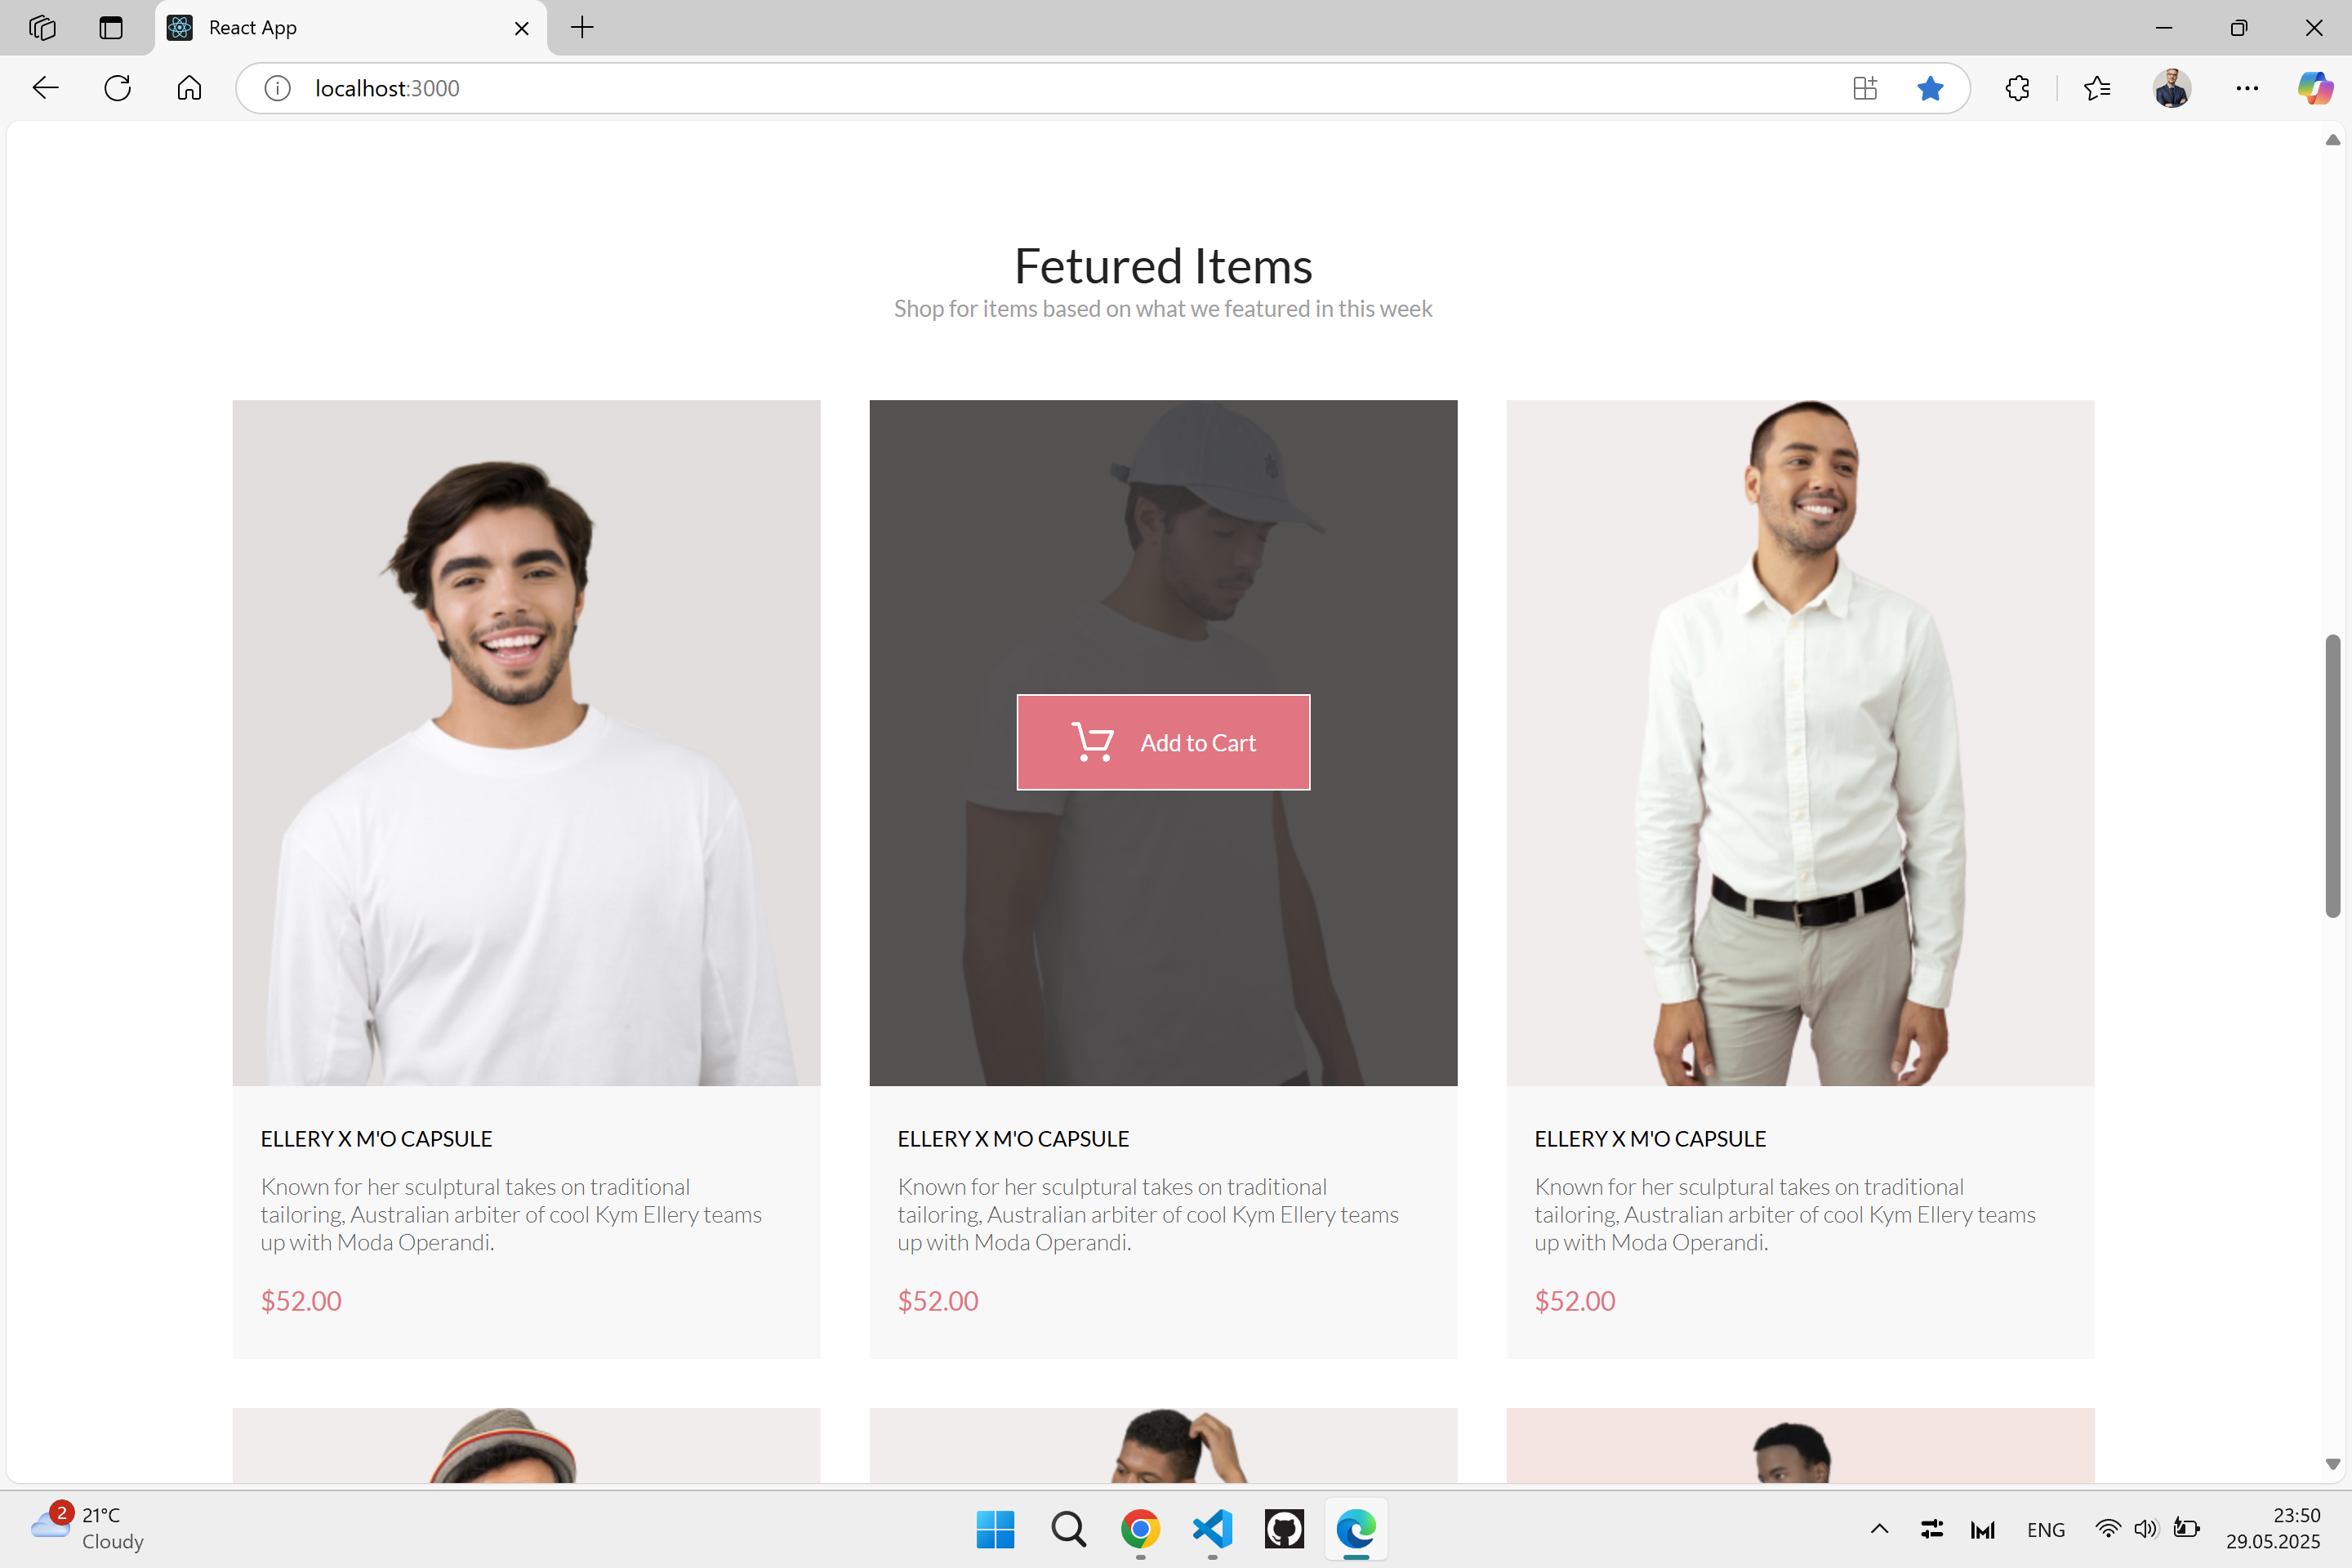 React App
localhost:3000
Fetured Items
Shop for items based on what we featured in this week
Add to Cart
ELLERY X M'O CAPSULE
Known for her sculptural takes on traditional
tailoring, Australian arbiter of cool Kym Ellery teams
up with Moda Operandi.
$52.00
ELLERY X M'O CAPSULE
Known for her sculptural takes on traditional
tailoring, Australian arbiter of cool Kym Ellery teams
up with Moda Operandi.
$52.00
ELLERY X M'O CAPSULE
Known for her sculptural takes on traditional
tailoring, Australian arbiter of cool Kym Ellery teams
up with Moda Operandi.
$52.00
2
21°C
Cloudy
ENG
23:50
29.05.2025